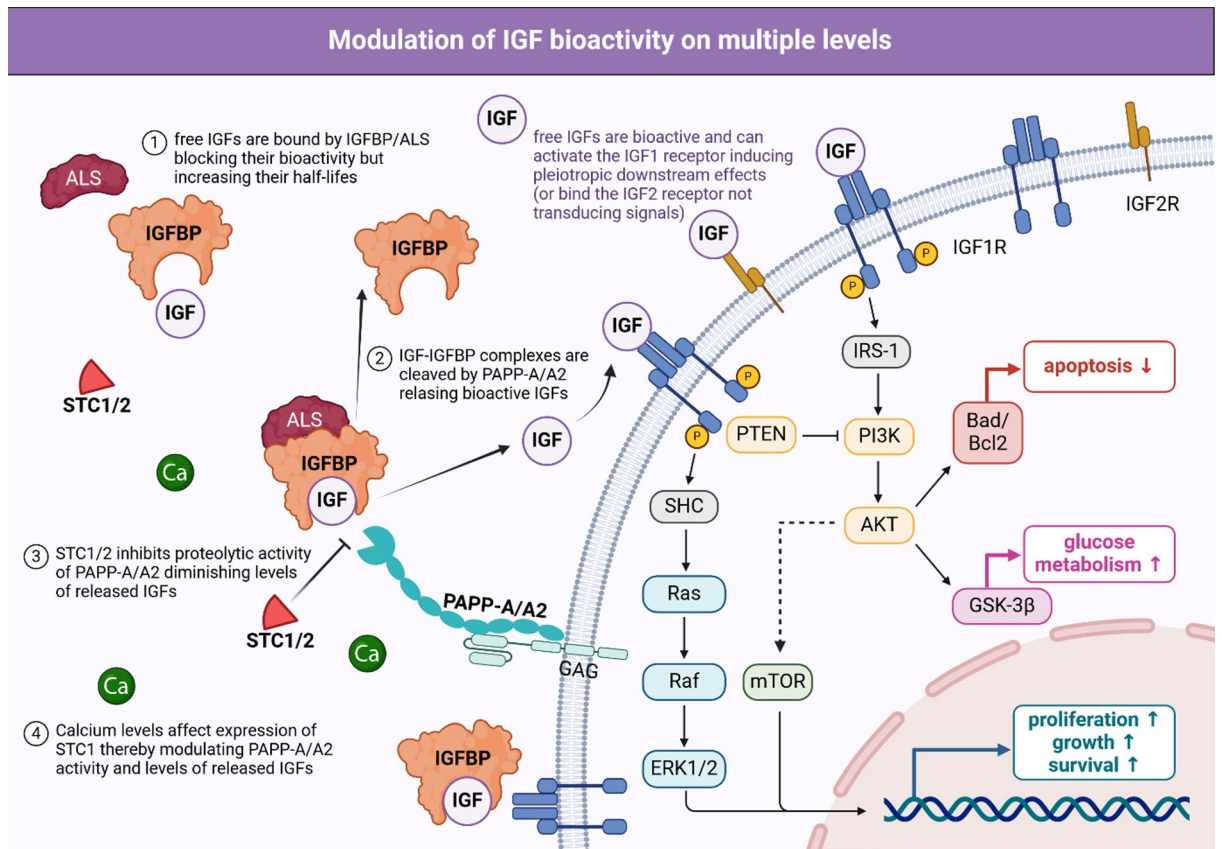 Modulation of IGF bioactivity on multiple levels
ALS
1
free IGFs are bound by IGFBP/ALS
blocking their bioactivity but
increasing their half-lifes
IGFBP
IGF
IGFBP
STC1/2
2
IGF-IGFBP complexes are
cleaved by PAPP-A/A2
relasing bioactive IGFs
IGF
free IGFs are bioactive and can
activate the IGF1 receptor inducing
pleiotropic downstream effects
(or bind the IGF2 receptor not
transducing signals)
IGF
IGF
IGF
IGF2R
IGF1R
P
P
P
P
ALS
IGFBP
IGF
IGF
Ca
3
STC1/2 inhibits proteolytic activity
of PAPP-A/A2 diminishing levels
of released IGFs
STC1/2
PAPP-A/A2
GAG
Ca
Ca
4
Calcium levels affect expression of
STC1 thereby modulating PAPP-A/A2
activity and levels of released IGFs
IGFBP
IGF
IRS-1
PTEN
PI3K
AKT
Bad/
Bcl2
apoptosis ↓
GSK-3β
glucose
metabolism ↑
SHC
Ras
Raf
ERK1/2
mTOR
proliferation ↑
growth ↑
survival ↑